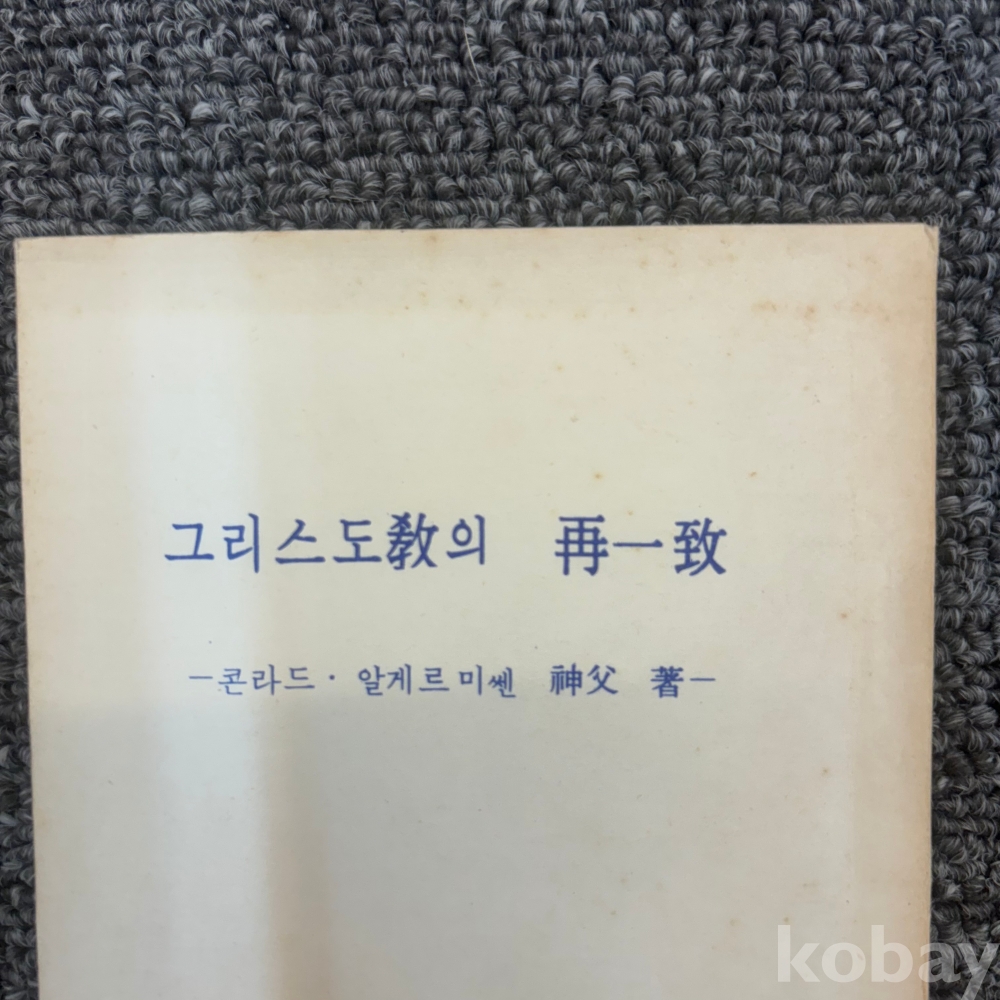 그리스도敎의 再一致
—콘라드·알게르미쎈 神父 著—
kobay